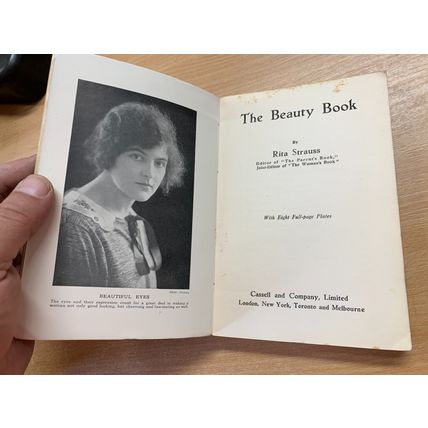 BEAUTIFUL EYES
The eyes and their expression count for a great deal in making a
woman not only good looking, but charming and fascinating as well.
The Beauty Book
By
Rita Strauss
Editor of "The Parent's Book,"
Joint-Editor of "The Woman's Book"
With Eight Full-page Plates
Cassell and Company, Limited
London, New York, Toronto and Melbourne